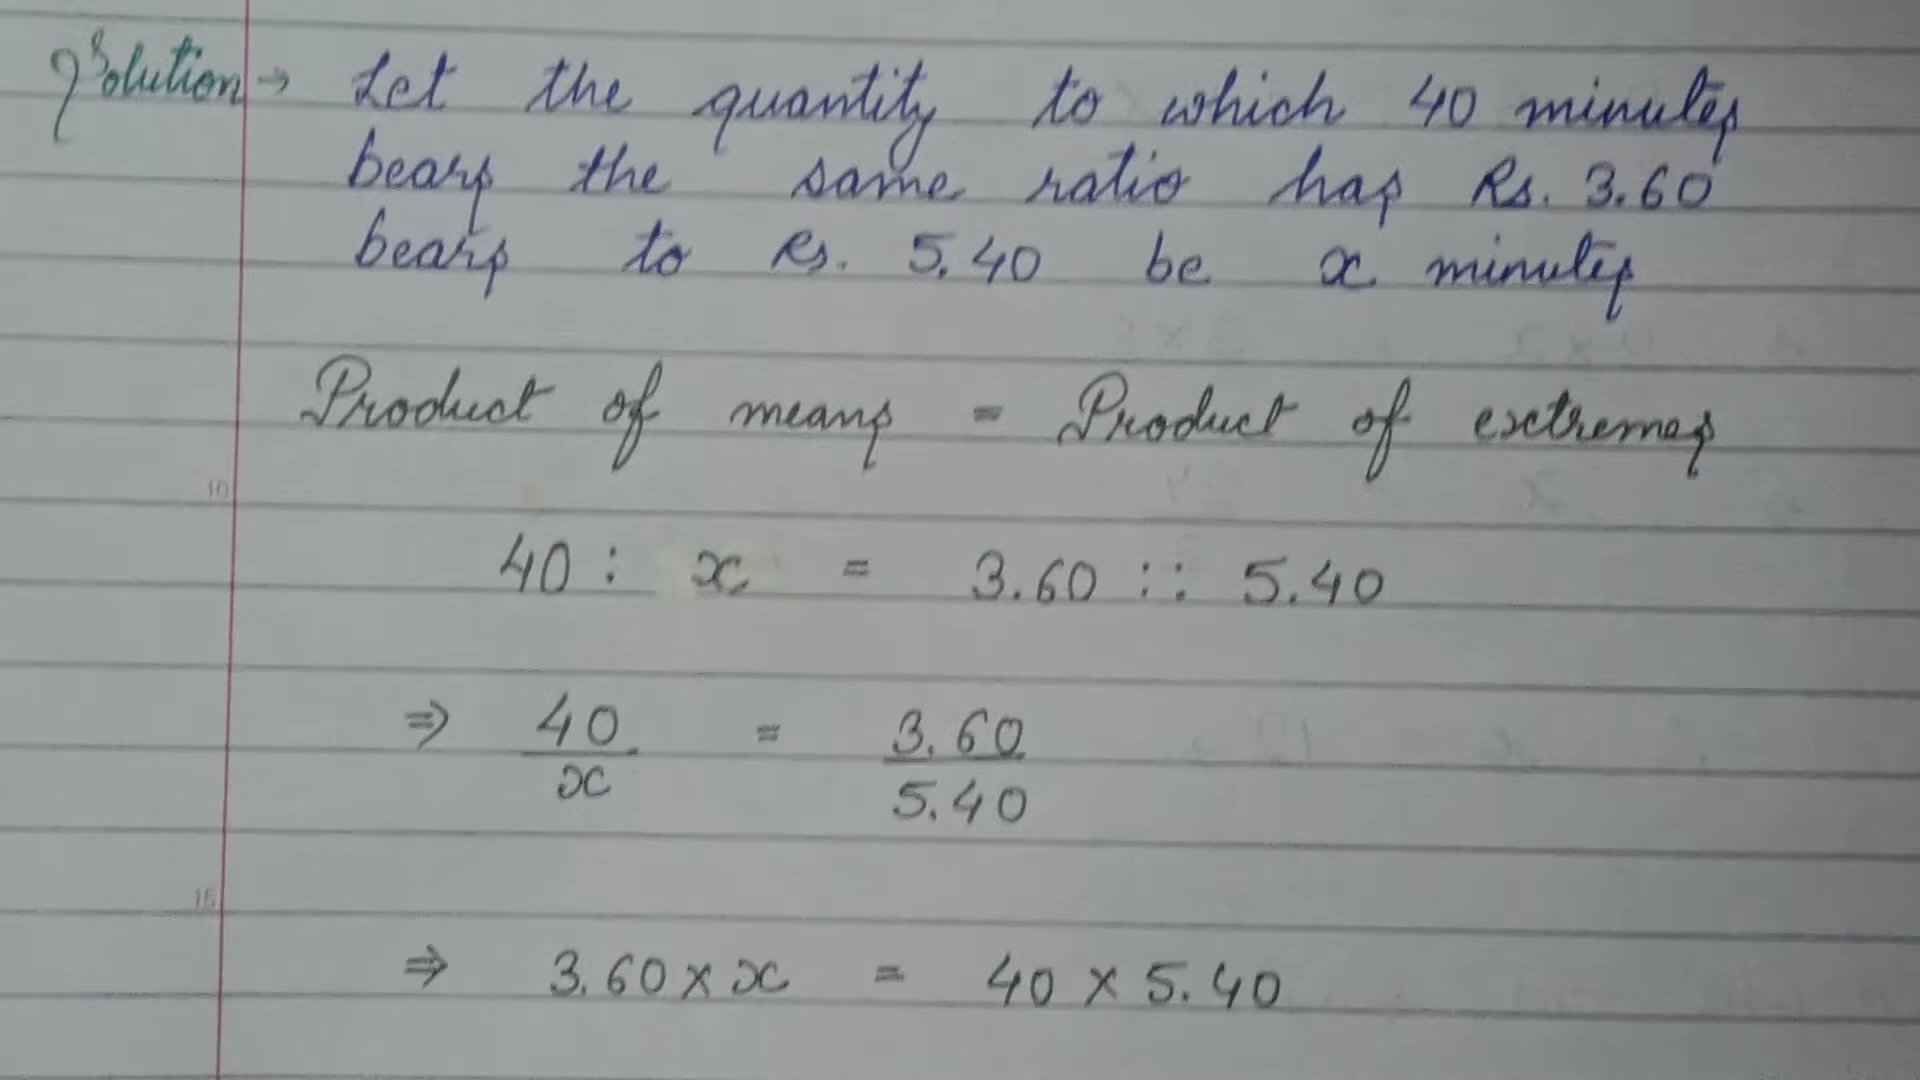 Solution → Let the quantity to which 40 minutes
bears the same ratio has Rs. 3.60
bears to Rs. 5.40 be x minutes
Product of means = Product of extremes
10
40 : x = 3.60 :: 5.40
⇒ 40/x = 3.60/5.40
15
⇒ 3.60 × x = 40 × 5.40